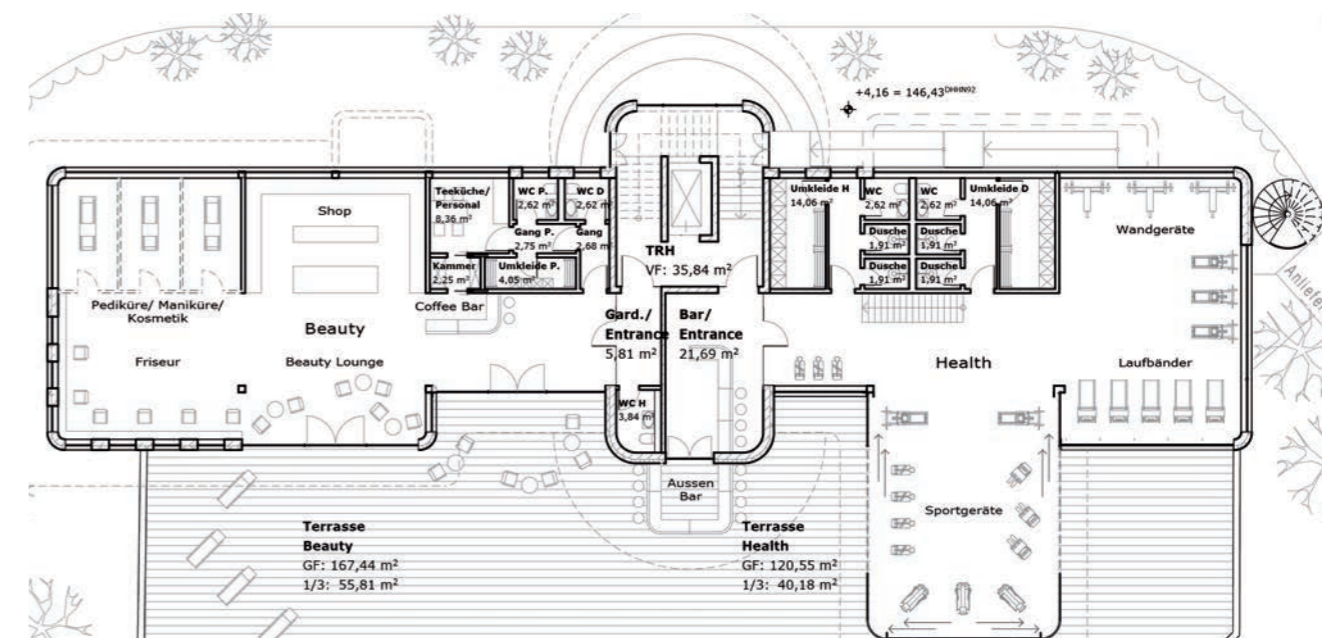 +4,16 = 146,43DHHN92
Teeküche/
Personal
8,36 m²
WC P.
2,62 m²
WC D
2,62 m²
Gang P.
2,75 m²
Gang
2,68 m²
Kammer
2,25 m²
Umkleide P.
4,05 m²
Shop
Pediküre/ Maniküre/
Kosmetik
Friseur
Beauty
Beauty Lounge
Coffee Bar
TRH
VF: 35,84 m²
Gard./
Entrance
5,81 m²
Bar/
Entrance
21,69 m²
WC H
3,84 m²
Aussen
Bar
Umkleide H
14,06 m²
WC
2,62 m²
WC
2,62 m²
Umkleide D
14,06 m²
Dusche
1,91 m²
Dusche
1,91 m²
Dusche
1,91 m²
Dusche
1,91 m²
Wandgeräte
Health
Laufbänder
Sportgeräte
Anliefe
Terrasse
Beauty
GF: 167,44 m²
1/3: 55,81 m²
Terrasse
Health
GF: 120,55 m²
1/3: 40,18 m²